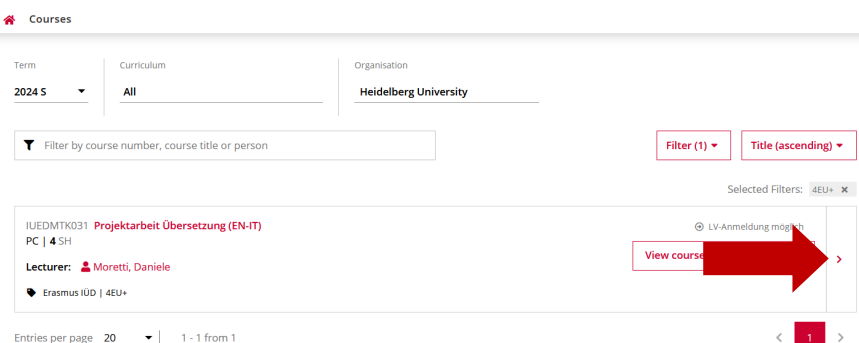 Courses
Term Curriculum Organisation
2024 S All Heidelberg University
Filter by course number, course title or person Filter (1) Title (ascending)
Selected Filters: 4EU+ ×
IUEDMTK031 Projektarbeit Übersetzung (EN-IT) LV-Anmeldung möglich
PC | 4 SH
View course
Lecturer: Moretti, Daniele
Erasmus IÜD | 4EU+
Entries per page 20 1 - 1 from 1 < 1 >